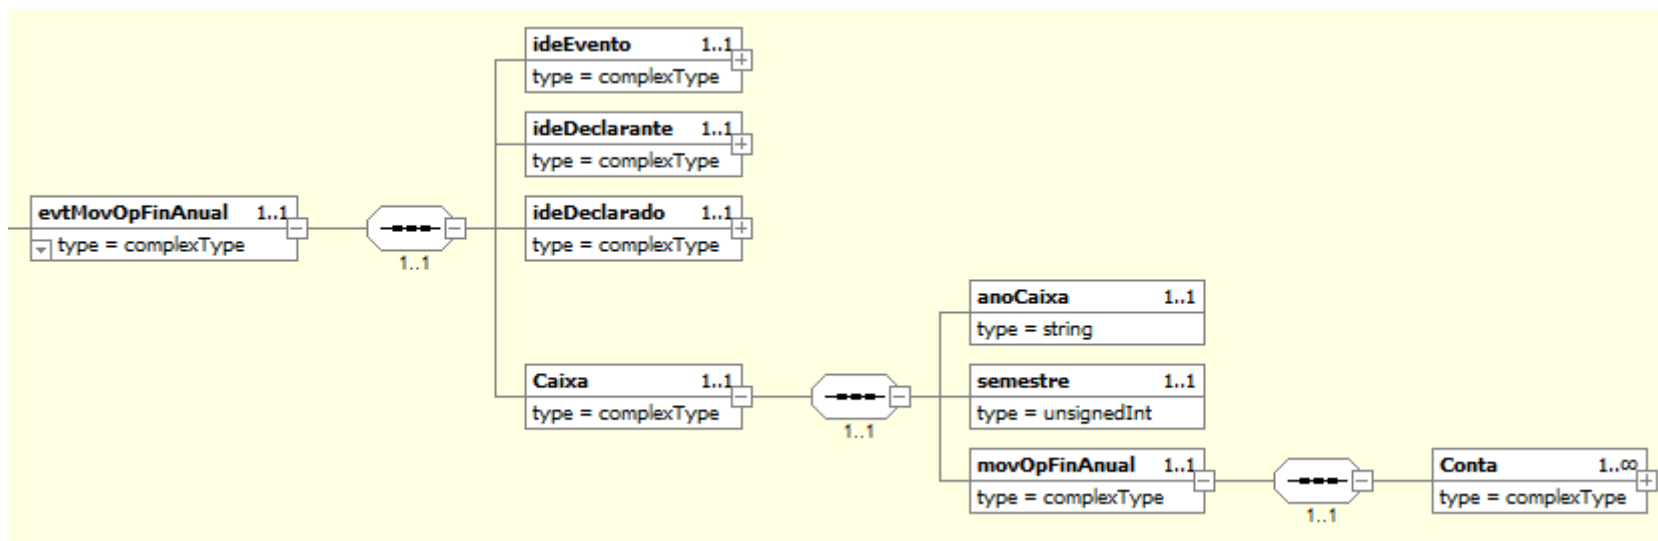 ideEvento 1..1
type = complexType
ideDeclarante 1..1
type = complexType
evtMovOpFinAnual 1..1
type = complexType
1..1
ideDeclarado 1..1
type = complexType
Caixa 1..1
type = complexType
1..1
anoCaixa 1..1
type = string
semestre 1..1
type = unsignedInt
movOpFinAnual 1..1
type = complexType
1..1
Conta 1..∞
type = complexType